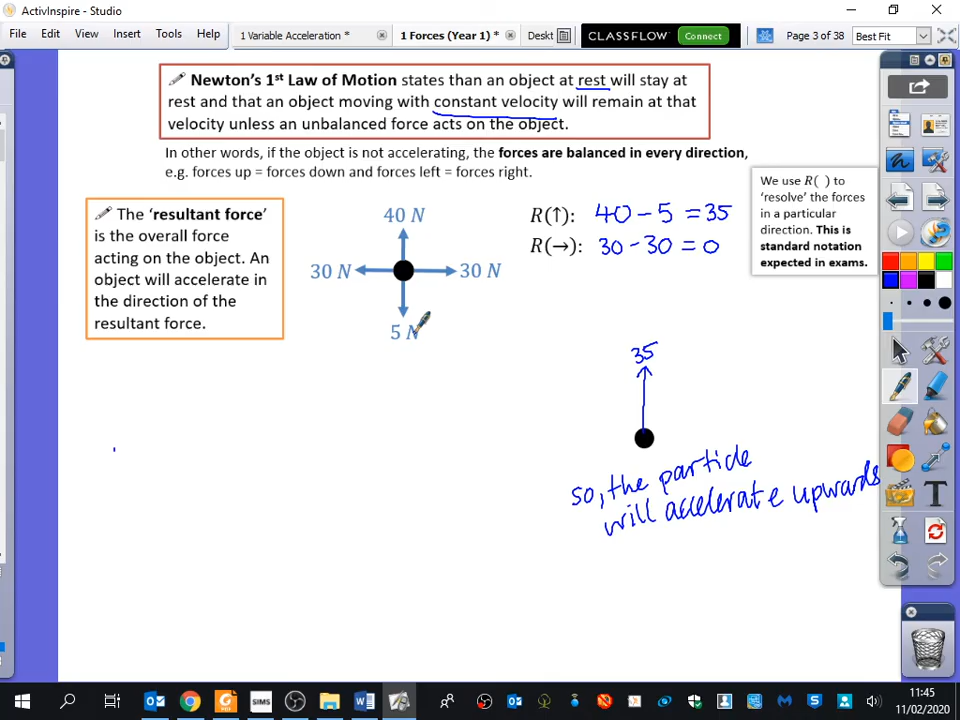 ActivInspire - Studio
File Edit View Insert Tools Help
1 Variable Acceleration *
1 Forces (Year 1) *
Deskt
CLASSFLOW
Connect
Page 3 of 38
Best Fit
Newton's 1st Law of Motion states than an object at rest will stay at
rest and that an object moving with constant velocity will remain at that
velocity unless an unbalanced force acts on the object.
In other words, if the object is not accelerating, the forces are balanced in every direction,
e.g. forces up = forces down and forces left = forces right.
The 'resultant force'
is the overall force
acting on the object. An
object will accelerate in
the direction of the
resultant force.
40 N
30 N
30 N
5 N
R(↑): 40 - 5 = 35
R(→): 30 - 30 = 0
We use R( ) to
'resolve' the forces
in a particular
direction. This is
standard notation
expected in exams.
35
so, the particle
will accelerate upwards
SIMS
11:45
11/02/2020